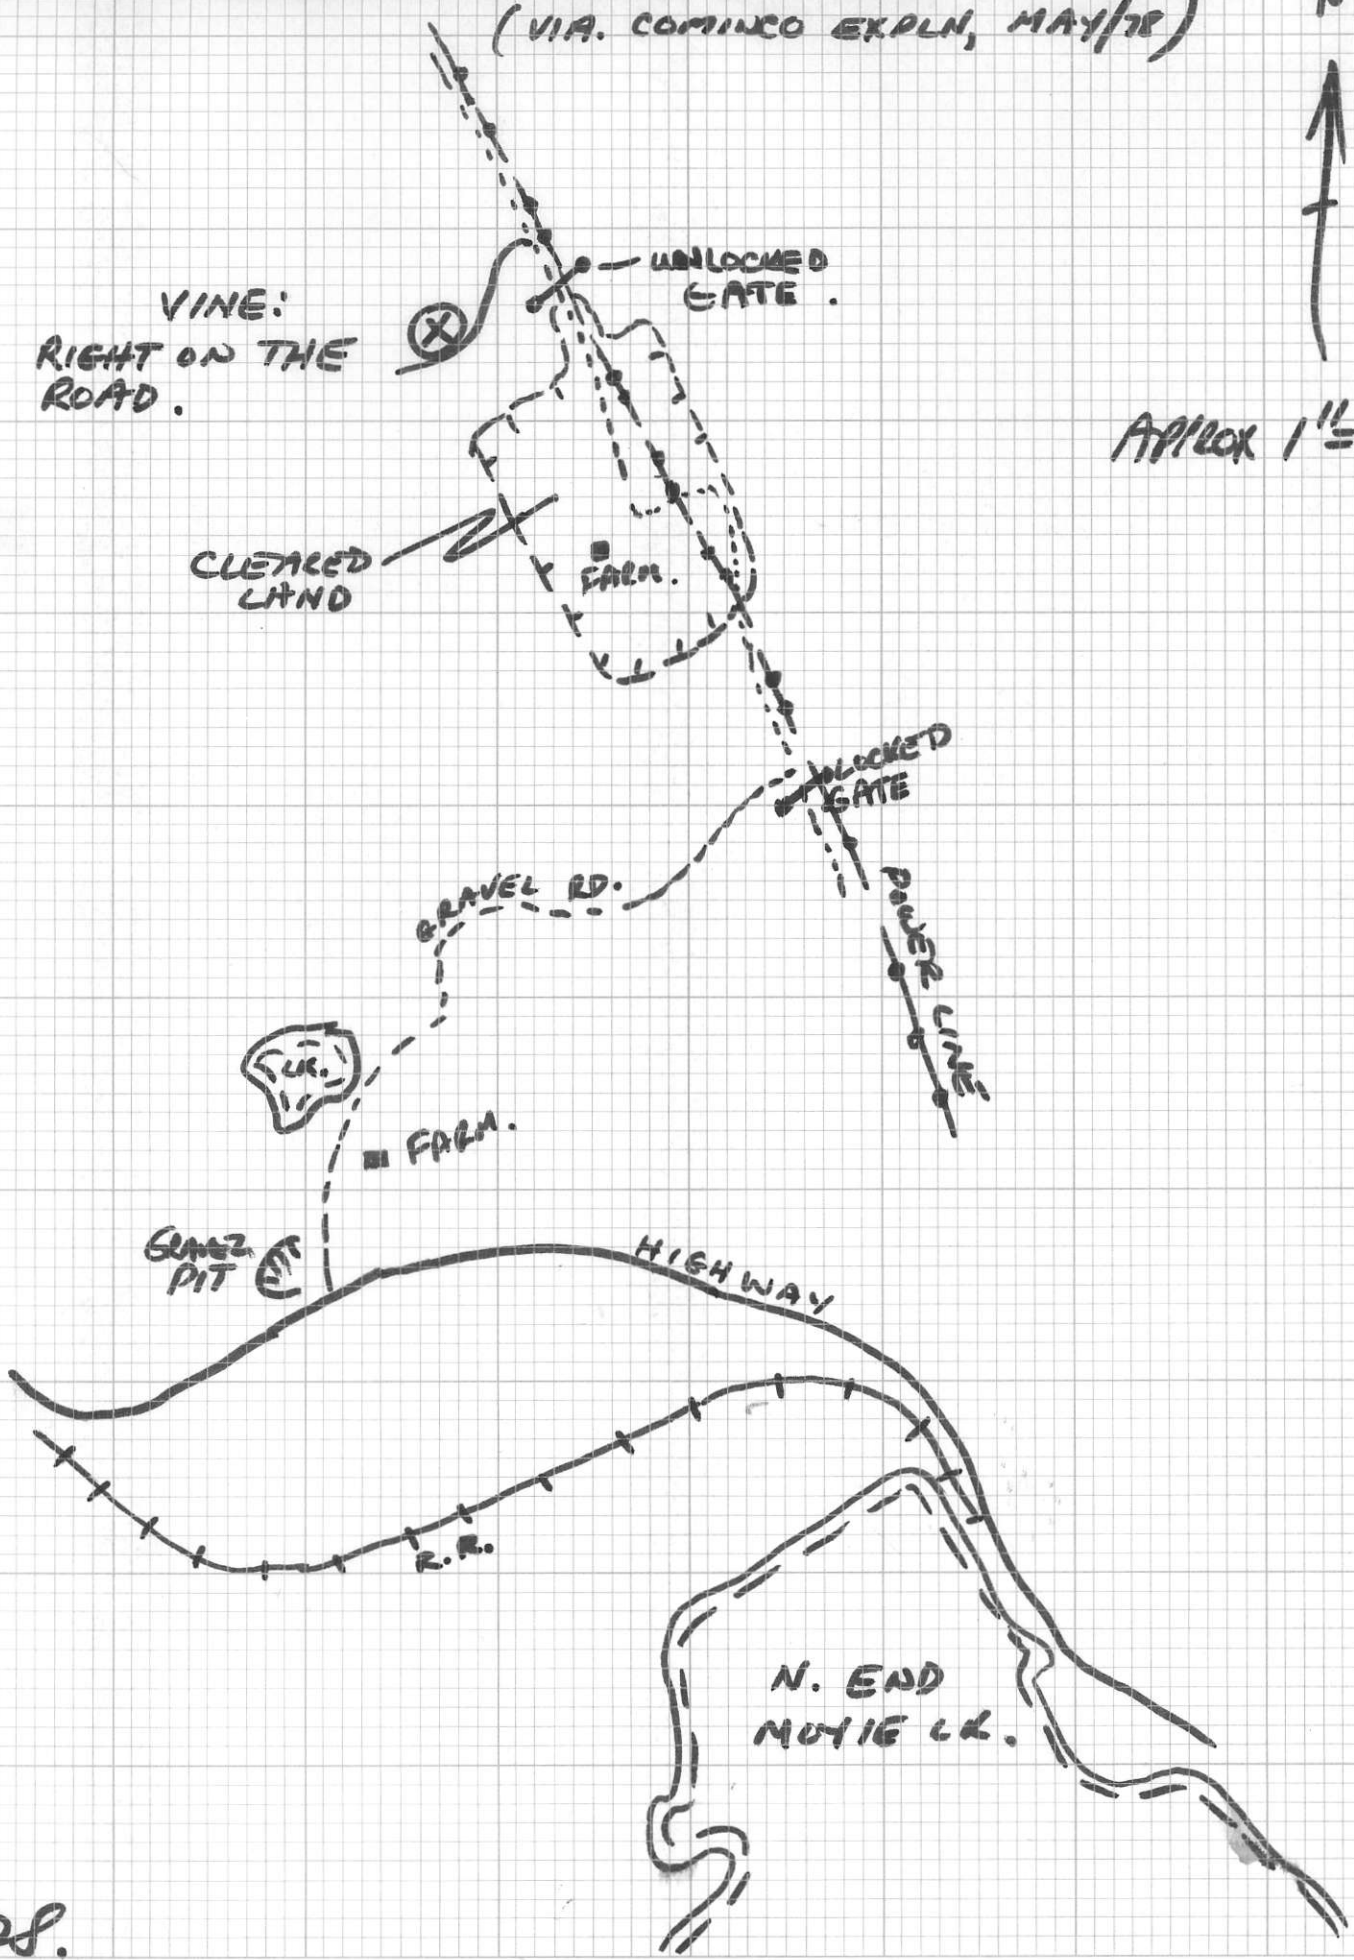 (VIA. COMINCO EXPLN, MAY/78)
N
UNLOCKED
GATE.
VINE:
RIGHT ON THE
ROAD.
APPROX 1"=
CLEARED
LAND
FARM.
LOCKED
GATE
GRAVEL RD.
POWER LINE.
LK.
FARM.
GRAVEL
PIT
HIGHWAY
R.R.
N. END
MOYIE LK.